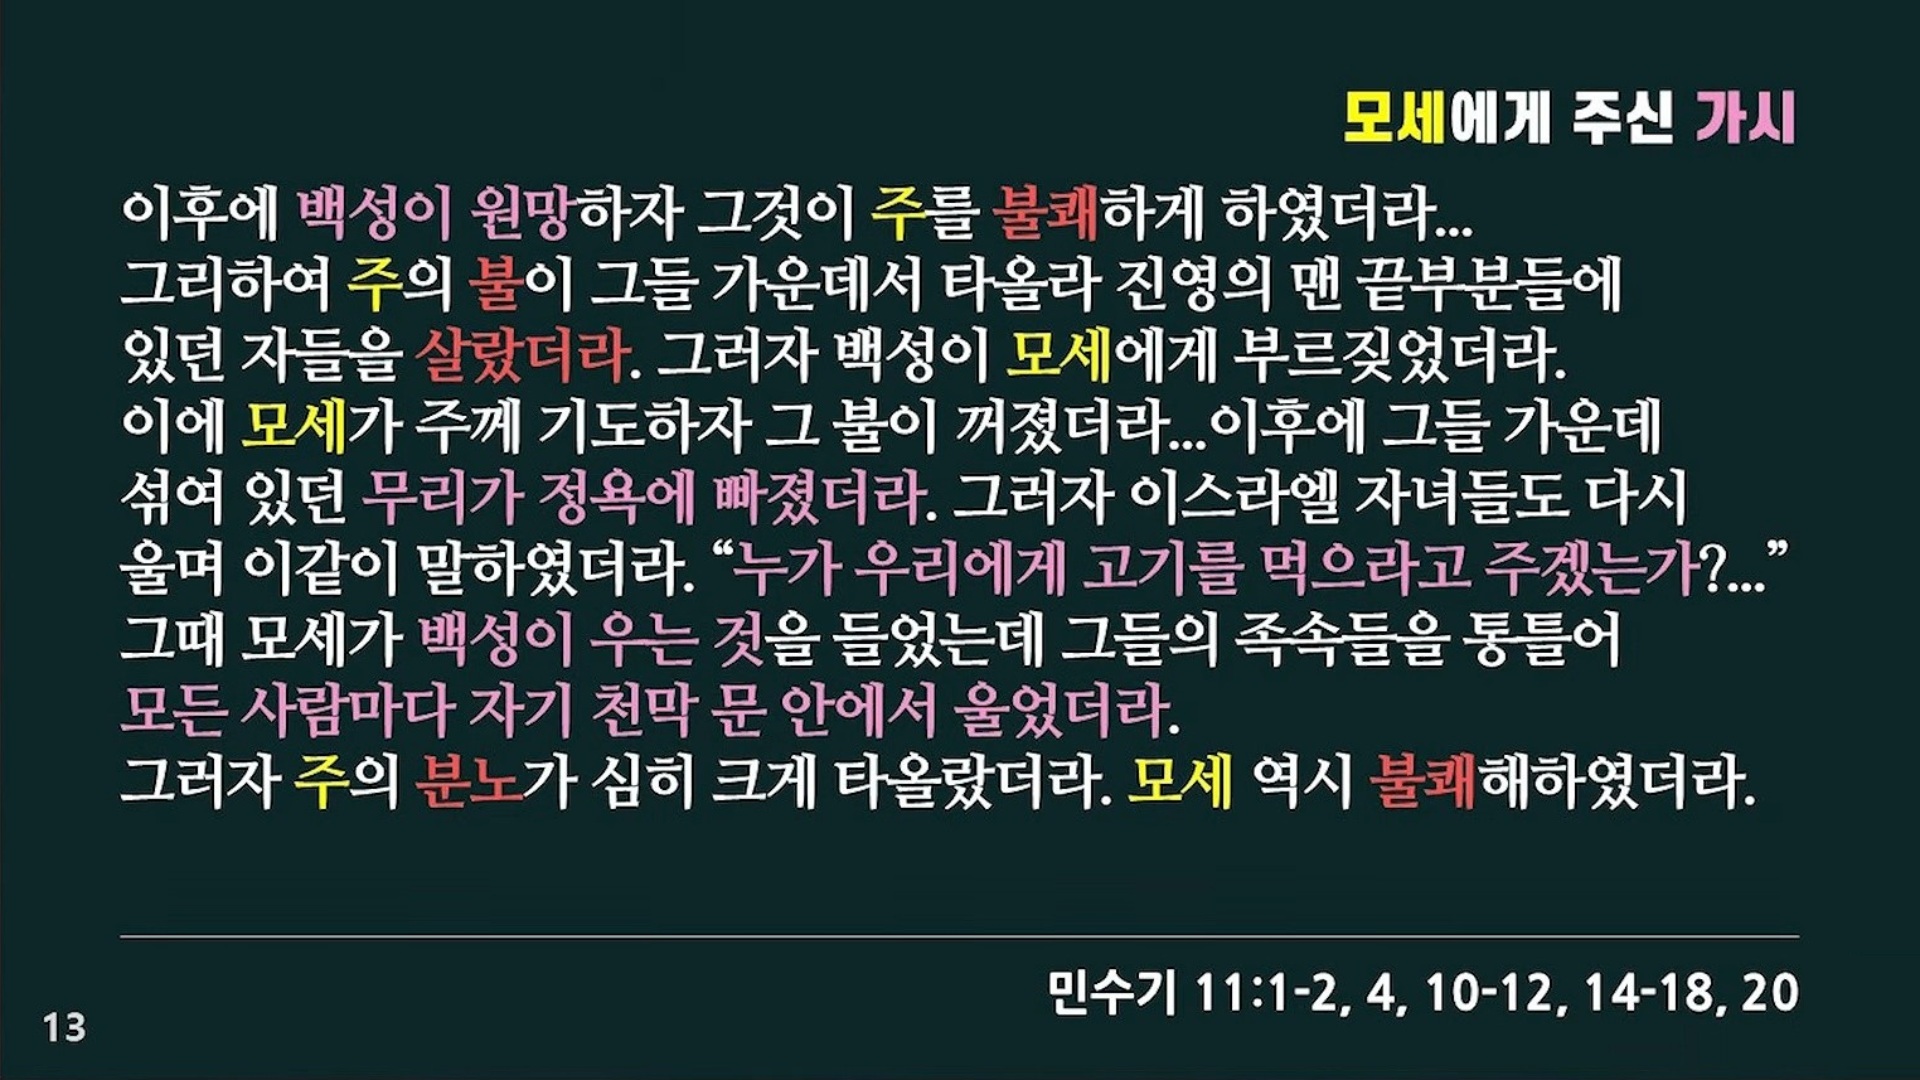 모세에게 주신 가시
이후에 백성이 원망하자 그것이 주를 불쾌하게 하였더라...
그리하여 주의 불이 그들 가운데서 타올라 진영의 맨 끝부분들에
있던 자들을 살랐더라. 그러자 백성이 모세에게 부르짖었더라.
이에 모세가 주께 기도하자 그 불이 꺼졌더라...이후에 그들 가운데
섞여 있던 무리가 정욕에 빠졌더라. 그러자 이스라엘 자녀들도 다시
울며 이같이 말하였더라. “누가 우리에게 고기를 먹으라고 주겠는가?...”
그때 모세가 백성이 우는 것을 들었는데 그들의 족속들을 통틀어
모든 사람마다 자기 천막 문 안에서 울었더라.
그러자 주의 분노가 심히 크게 타올랐더라. 모세 역시 불쾌해하였더라.
민수기 11:1-2, 4, 10-12, 14-18, 20
13